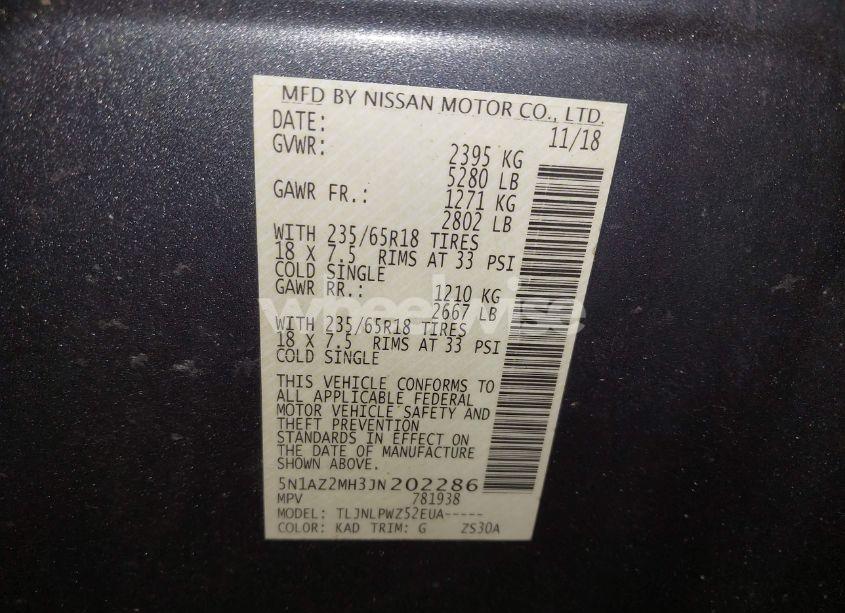 MFD BY NISSAN MOTOR CO., LTD.
DATE: 11/18
GVWR: 2395 KG
5280 LB
GAWR FR.: 1271 KG
2802 LB
WITH 235/65R18 TIRES
18 X 7.5 RIMS AT 33 PSI
COLD SINGLE
GAWR RR.: 1210 KG
2667 LB
WITH 235/65R18 TIRES
18 X 7.5 RIMS AT 33 PSI
COLD SINGLE
THIS VEHICLE CONFORMS TO
ALL APPLICABLE FEDERAL
MOTOR VEHICLE SAFETY AND
THEFT PREVENTION
STANDARDS IN EFFECT ON
THE DATE OF MANUFACTURE
SHOWN ABOVE.
5N1AZ2MH3JN202286
MPV 781938
MODEL: TLJNLPWZ52EUA-----
COLOR: KAD TRIM: G ZS30A
wheelwise